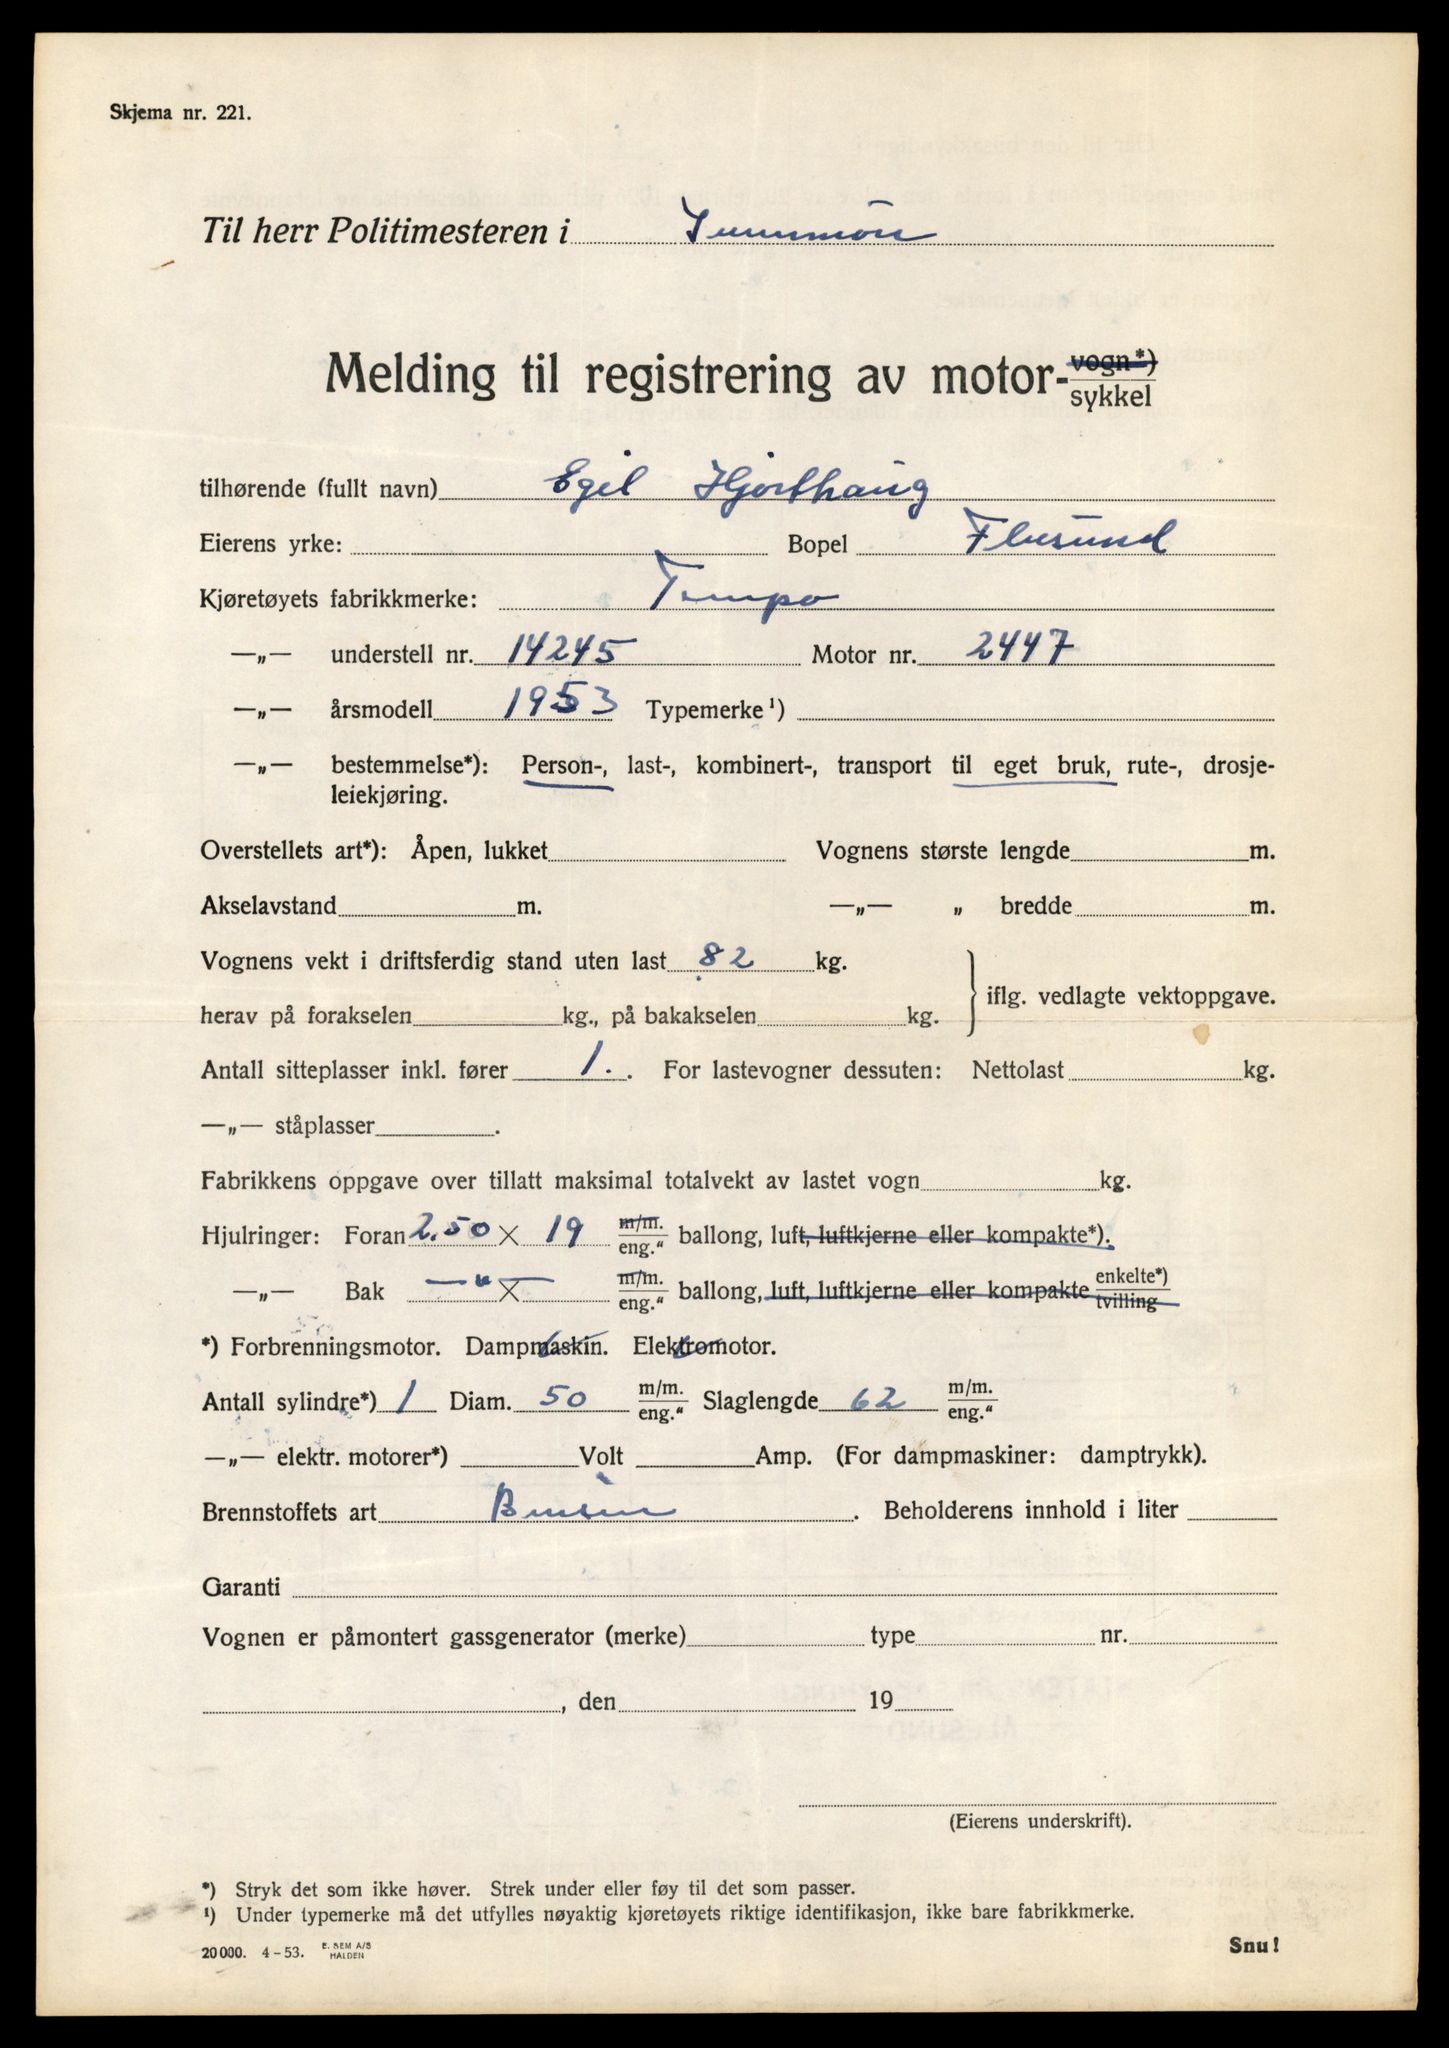 Skjema nr. 221.
Til herr Politimesteren i Sunnmöre
Melding til registrering av motor- vogn*) / sykkel
tilhørende (fullt navn) Egil Hjorthaug
Eierens yrke: Bopel Flusund
Kjøretøyets fabrikkmerke: Tempo
—„— understell nr. 14245 Motor nr. 2447
—„— årsmodell 1953 Typemerke¹)
—„— bestemmelse*): Person-, last-, kombinert-, transport til eget bruk, rute-, drosje-
leiekjøring.
Overstellets art*): Åpen, lukket Vognens største lengde m.
Akselavstand m. —„— „ bredde m.
Vognens vekt i driftsferdig stand uten last 82 kg.
herav på forakselen kg., på bakakselen kg. } iflg. vedlagte vektoppgave.
Antall sitteplasser inkl. fører 1. . For lastevogner dessuten: Nettolast kg.
—„— ståplasser .
Fabrikkens oppgave over tillatt maksimal totalvekt av lastet vogn kg.
Hjulringer: Foran 2.50 × 19 m/m. / eng." ballong, luft, luftkjerne eller kompakte*).
—„— Bak —"— × m/m. / eng." ballong, luft, luftkjerne eller kompakte enkelte*) / tvilling
*) Forbrenningsmotor. Dampmaskin. Elektromotor.
Antall sylindre*) 1 Diam. 50 m/m. / eng." Slaglengde 62 m/m. / eng."
—„— elektr. motorer*) Volt Amp. (For dampmaskiner: damptrykk).
Brennstoffets art Bensin . Beholderens innhold i liter
Garanti
Vognen er påmontert gassgenerator (merke) type nr.
, den 19
(Eierens underskrift).
*) Stryk det som ikke høver. Strek under eller føy til det som passer.
¹) Under typemerke må det utfylles nøyaktig kjøretøyets riktige identifikasjon, ikke bare fabrikkmerke.
20 000. 4 – 53. E. SEM A/S HALDEN
Snu!